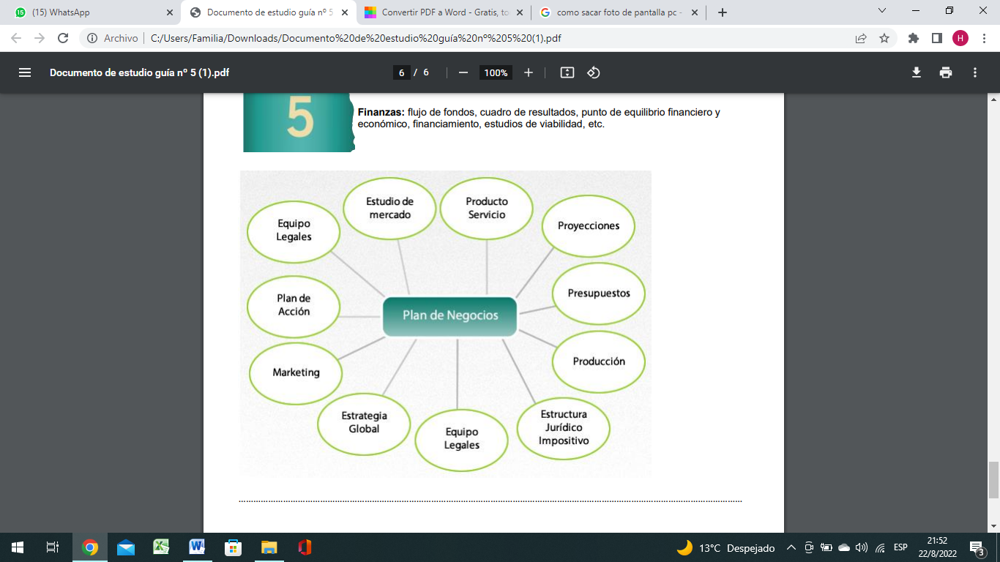 (15) WhatsApp
Documento de estudio guía nº 5
Convertir PDF a Word - Gratis, to
como sacar foto de pantalla pc -
Archivo
C:/Users/Familia/Downloads/Documento%20de%20estudio%20guía%20nº%205%20(1).pdf
H
Documento de estudio guía nº 5 (1).pdf
6 / 6
100%
5
Finanzas: flujo de fondos, cuadro de resultados, punto de equilibrio financiero y
económico, financiamiento, estudios de viabilidad, etc.
Estudio de
mercado
Producto
Servicio
Equipo
Legales
Proyecciones
Plan de
Acción
Presupuestos
Plan de Negocios
Marketing
Producción
Estrategia
Global
Equipo
Legales
Estructura
Jurídico
Impositivo
13°C Despejado
ESP
21:52
22/8/2022
3